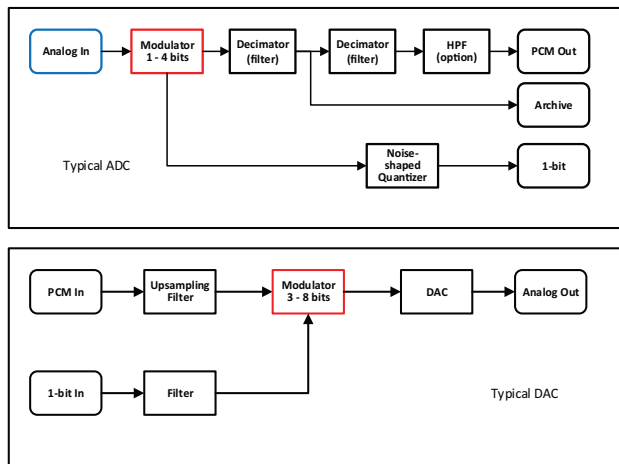 Analog In
Modulator
1 - 4 bits
Decimator
(filter)
Decimator
(filter)
HPF
(option)
PCM Out
Archive
Typical ADC
Noise-
shaped
Quantizer
1-bit
PCM In
Upsampling
Filter
Modulator
3 - 8 bits
DAC
Analog Out
1-bit In
Filter
Typical DAC